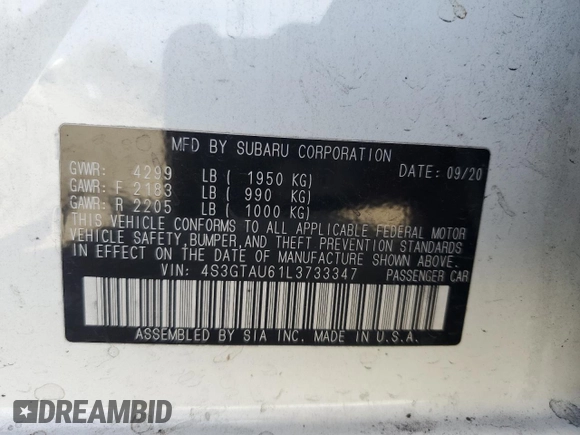 MFD BY SUBARU CORPORATION
GVWR: 4299 LB ( 1950 KG) DATE: 09/20
GAWR: F 2183 LB ( 990 KG)
GAWR: R 2205 LB ( 1000 KG)
THIS VEHICLE CONFORMS TO ALL APPLICABLE FEDERAL MOTOR
VEHICLE SAFETY, BUMPER, AND THEFT PREVENTION STANDARDS
IN EFFECT ON THE DATE OF MANUFACTURE SHOWN ABOVE.
VIN: 4S3GTAU61L3733347 PASSENGER CAR
ASSEMBLED BY SIA INC. MADE IN U.S.A.
DREAMBID